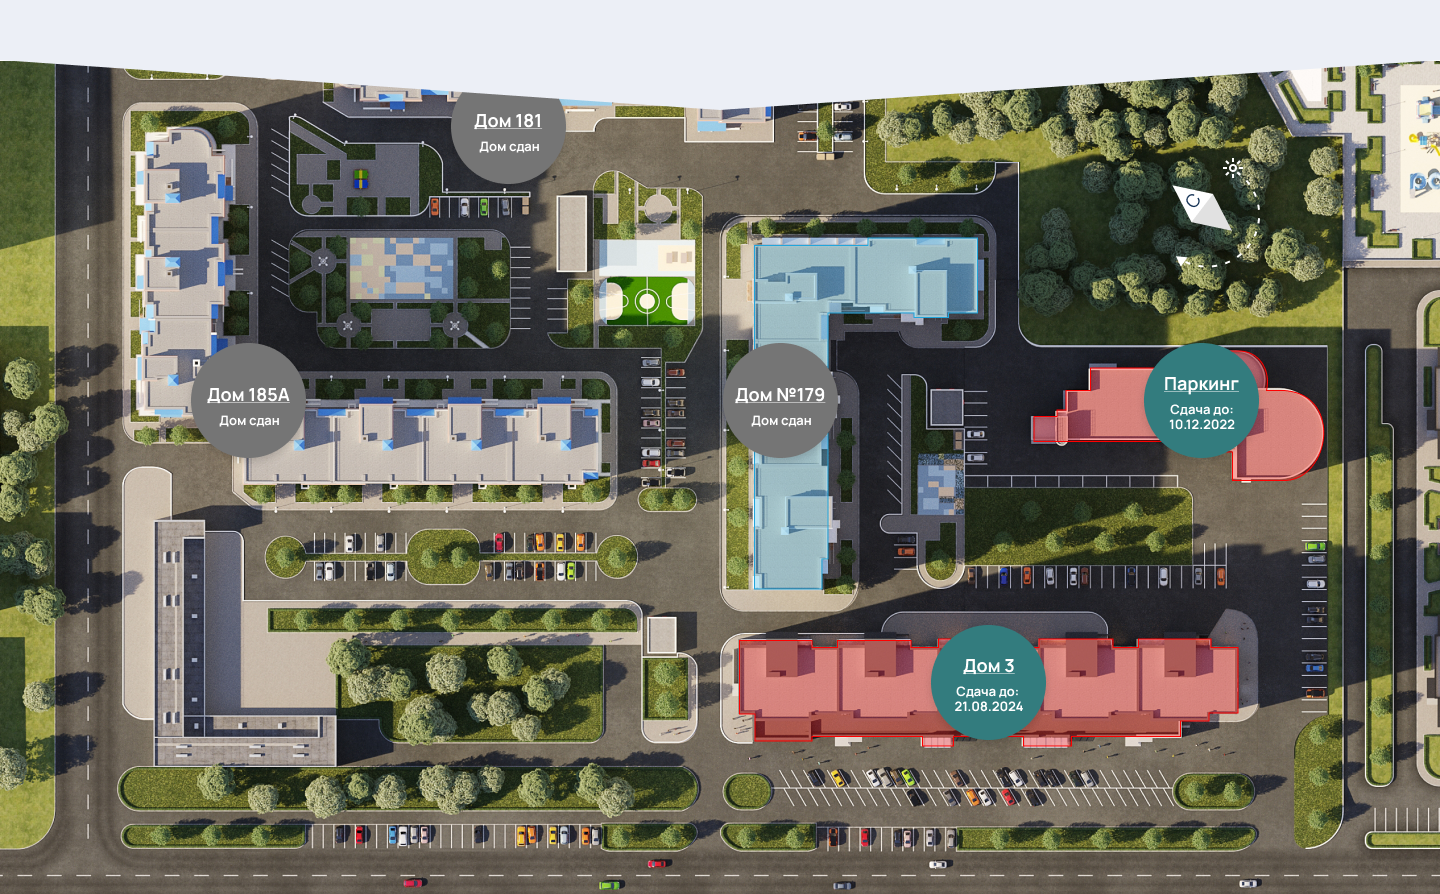 Дом 181
Дом сдан
Дом 185А
Дом сдан
Дом №179
Дом сдан
Паркинг
Сдача до:
10.12.2022
Дом 3
Сдача до:
21.08.2024